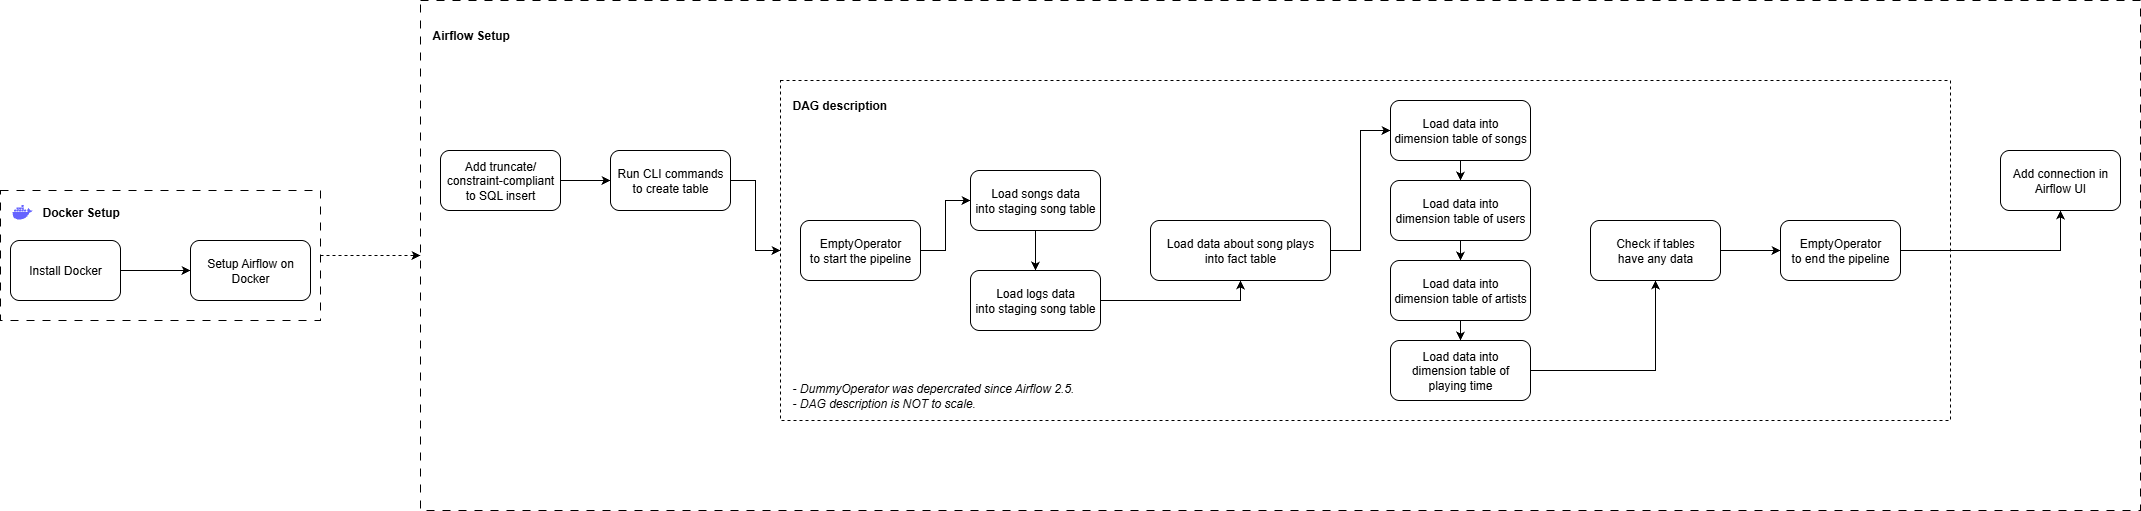 Airflow Setup
DAG description
Docker Setup
Install Docker
Setup Airflow on
Docker
Add truncate/
constraint-compliant
to SQL insert
Run CLI commands
to create table
EmptyOperator
to start the pipeline
Load songs data
into staging song table
Load logs data
into staging song table
Load data about song plays
into fact table
Load data into
dimension table of songs
Load data into
dimension table of users
Load data into
dimension table of artists
Load data into
dimension table of
playing time
Check if tables
have any data
EmptyOperator
to end the pipeline
Add connection in
Airflow UI
- DummyOperator was depercrated since Airflow 2.5.
- DAG description is NOT to scale.